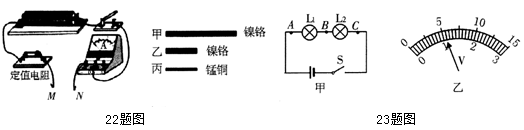 A
定值电阻
M N
甲 镍铬
乙 镍铬
丙 锰铜
22题图
L₁ L₂
A B C
S
甲
0 5 10 15
0 1 2 3
V
乙
23题图